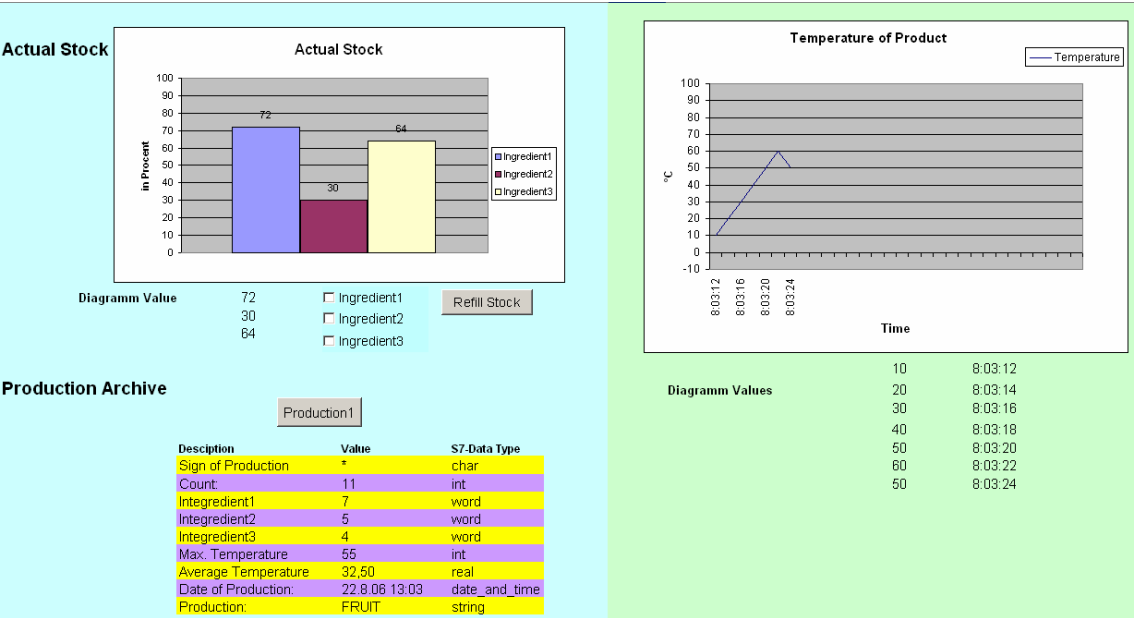 Actual Stock
Actual Stock
100
90
80
70
60
50
40
30
20
10
0
in Procent
72
30
64
Ingredient1
Ingredient2
Ingredient3
Diagramm Value
72
30
64
Ingredient1
Ingredient2
Ingredient3
Refill Stock
Production Archive
Production1
Desciption Value S7-Data Type
Sign of Production * char
Count: 11 int
Integredient1 7 word
Integredient2 5 word
Integredient3 4 word
Max. Temperature 55 int
Average Temperature 32,50 real
Date of Production: 22.8.06 13:03 date_and_time
Production: FRUIT string
Temperature of Product
Temperature
100
90
80
70
60
50
40
30
20
10
0
-10
°C
8:03:12
8:03:16
8:03:20
8:03:24
Time
Diagramm Values
10 8:03:12
20 8:03:14
30 8:03:16
40 8:03:18
50 8:03:20
60 8:03:22
50 8:03:24